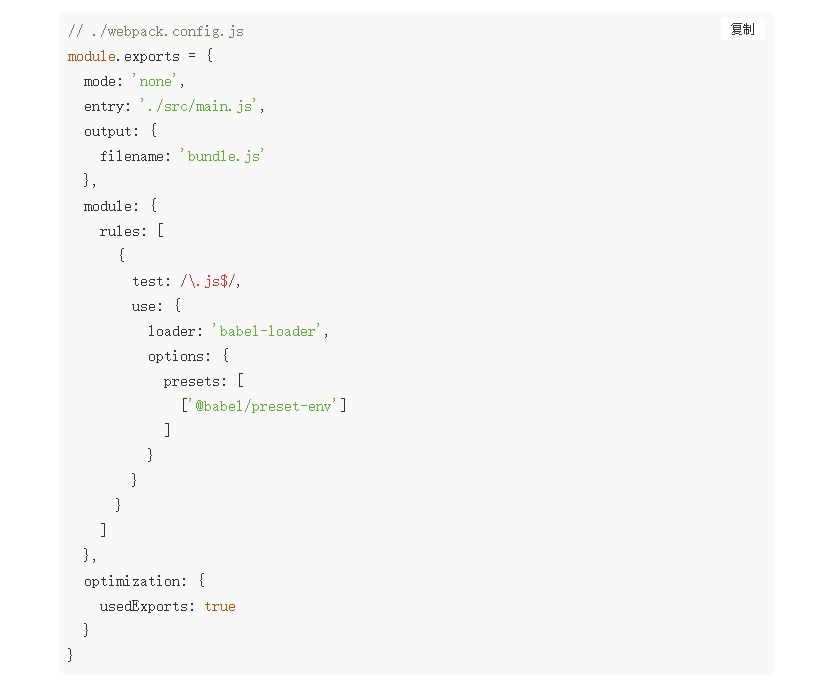 // ./webpack.config.js
复制
module.exports = {
  mode: 'none',
  entry: './src/main.js',
  output: {
    filename: 'bundle.js'
  },
  module: {
    rules: [
      {
        test: /\.js$/,
        use: {
          loader: 'babel-loader',
          options: {
            presets: [
              ['@babel/preset-env']
            ]
          }
        }
      }
    ]
  },
  optimization: {
    usedExports: true
  }
}